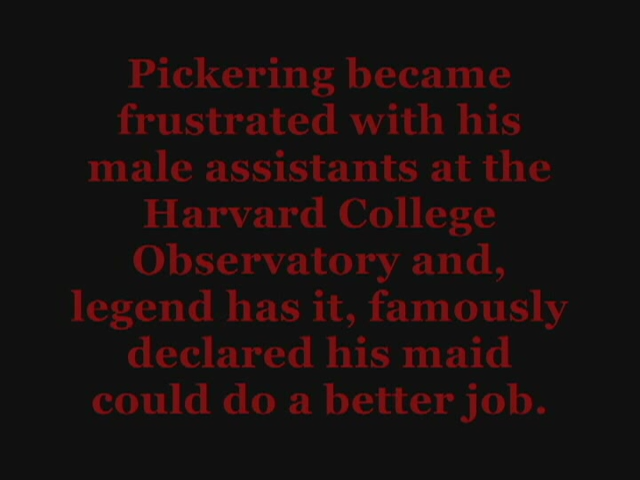 Pickering became
frustrated with his
male assistants at the
Harvard College
Observatory and,
legend has it, famously
declared his maid
could do a better job.